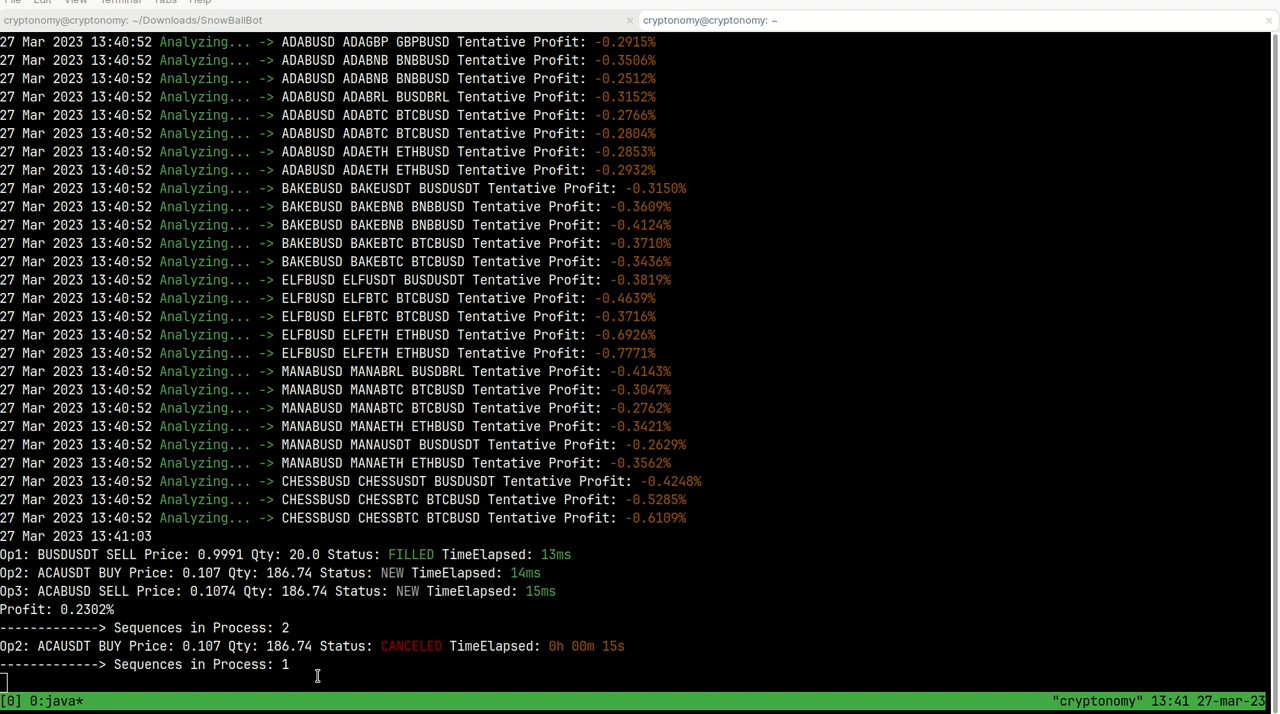 File Edit View Terminal Tabs Help
cryptonomy@cryptonomy: ~/Downloads/SnowBallBot × cryptonomy@cryptonomy: ~ ×
27 Mar 2023 13:40:52 Analyzing... -> ADABUSD ADAGBP GBPBUSD Tentative Profit: -0.2915%
27 Mar 2023 13:40:52 Analyzing... -> ADABUSD ADABNB BNBBUSD Tentative Profit: -0.3506%
27 Mar 2023 13:40:52 Analyzing... -> ADABUSD ADABNB BNBBUSD Tentative Profit: -0.2512%
27 Mar 2023 13:40:52 Analyzing... -> ADABUSD ADABRL BUSDBRL Tentative Profit: -0.3152%
27 Mar 2023 13:40:52 Analyzing... -> ADABUSD ADABTC BTCBUSD Tentative Profit: -0.2766%
27 Mar 2023 13:40:52 Analyzing... -> ADABUSD ADABTC BTCBUSD Tentative Profit: -0.2804%
27 Mar 2023 13:40:52 Analyzing... -> ADABUSD ADAETH ETHBUSD Tentative Profit: -0.2853%
27 Mar 2023 13:40:52 Analyzing... -> ADABUSD ADAETH ETHBUSD Tentative Profit: -0.2932%
27 Mar 2023 13:40:52 Analyzing... -> BAKEBUSD BAKEUSDT BUSDUSDT Tentative Profit: -0.3150%
27 Mar 2023 13:40:52 Analyzing... -> BAKEBUSD BAKEBNB BNBBUSD Tentative Profit: -0.3609%
27 Mar 2023 13:40:52 Analyzing... -> BAKEBUSD BAKEBNB BNBBUSD Tentative Profit: -0.4124%
27 Mar 2023 13:40:52 Analyzing... -> BAKEBUSD BAKEBTC BTCBUSD Tentative Profit: -0.3710%
27 Mar 2023 13:40:52 Analyzing... -> BAKEBUSD BAKEBTC BTCBUSD Tentative Profit: -0.3436%
27 Mar 2023 13:40:52 Analyzing... -> ELFBUSD ELFUSDT BUSDUSDT Tentative Profit: -0.3819%
27 Mar 2023 13:40:52 Analyzing... -> ELFBUSD ELFBTC BTCBUSD Tentative Profit: -0.4639%
27 Mar 2023 13:40:52 Analyzing... -> ELFBUSD ELFBTC BTCBUSD Tentative Profit: -0.3716%
27 Mar 2023 13:40:52 Analyzing... -> ELFBUSD ELFETH ETHBUSD Tentative Profit: -0.6926%
27 Mar 2023 13:40:52 Analyzing... -> ELFBUSD ELFETH ETHBUSD Tentative Profit: -0.7771%
27 Mar 2023 13:40:52 Analyzing... -> MANABUSD MANABRL BUSDBRL Tentative Profit: -0.4143%
27 Mar 2023 13:40:52 Analyzing... -> MANABUSD MANABTC BTCBUSD Tentative Profit: -0.3047%
27 Mar 2023 13:40:52 Analyzing... -> MANABUSD MANABTC BTCBUSD Tentative Profit: -0.2762%
27 Mar 2023 13:40:52 Analyzing... -> MANABUSD MANAETH ETHBUSD Tentative Profit: -0.3421%
27 Mar 2023 13:40:52 Analyzing... -> MANABUSD MANAUSDT BUSDUSDT Tentative Profit: -0.2629%
27 Mar 2023 13:40:52 Analyzing... -> MANABUSD MANAETH ETHBUSD Tentative Profit: -0.3562%
27 Mar 2023 13:40:52 Analyzing... -> CHESSBUSD CHESSUSDT BUSDUSDT Tentative Profit: -0.4248%
27 Mar 2023 13:40:52 Analyzing... -> CHESSBUSD CHESSBTC BTCBUSD Tentative Profit: -0.5285%
27 Mar 2023 13:40:52 Analyzing... -> CHESSBUSD CHESSBTC BTCBUSD Tentative Profit: -0.6109%
27 Mar 2023 13:41:03
Op1: BUSDUSDT SELL Price: 0.9991 Qty: 20.0 Status: FILLED TimeElapsed: 13ms
Op2: ACAUSDT BUY Price: 0.107 Qty: 186.74 Status: NEW TimeElapsed: 14ms
Op3: ACABUSD SELL Price: 0.1074 Qty: 186.74 Status: NEW TimeElapsed: 15ms
Profit: 0.2302%
-------------> Sequences in Process: 2
Op2: ACAUSDT BUY Price: 0.107 Qty: 186.74 Status: CANCELED TimeElapsed: 0h 00m 15s
-------------> Sequences in Process: 1
[0] 0:java* "cryptonomy" 13:41 27-mar-23